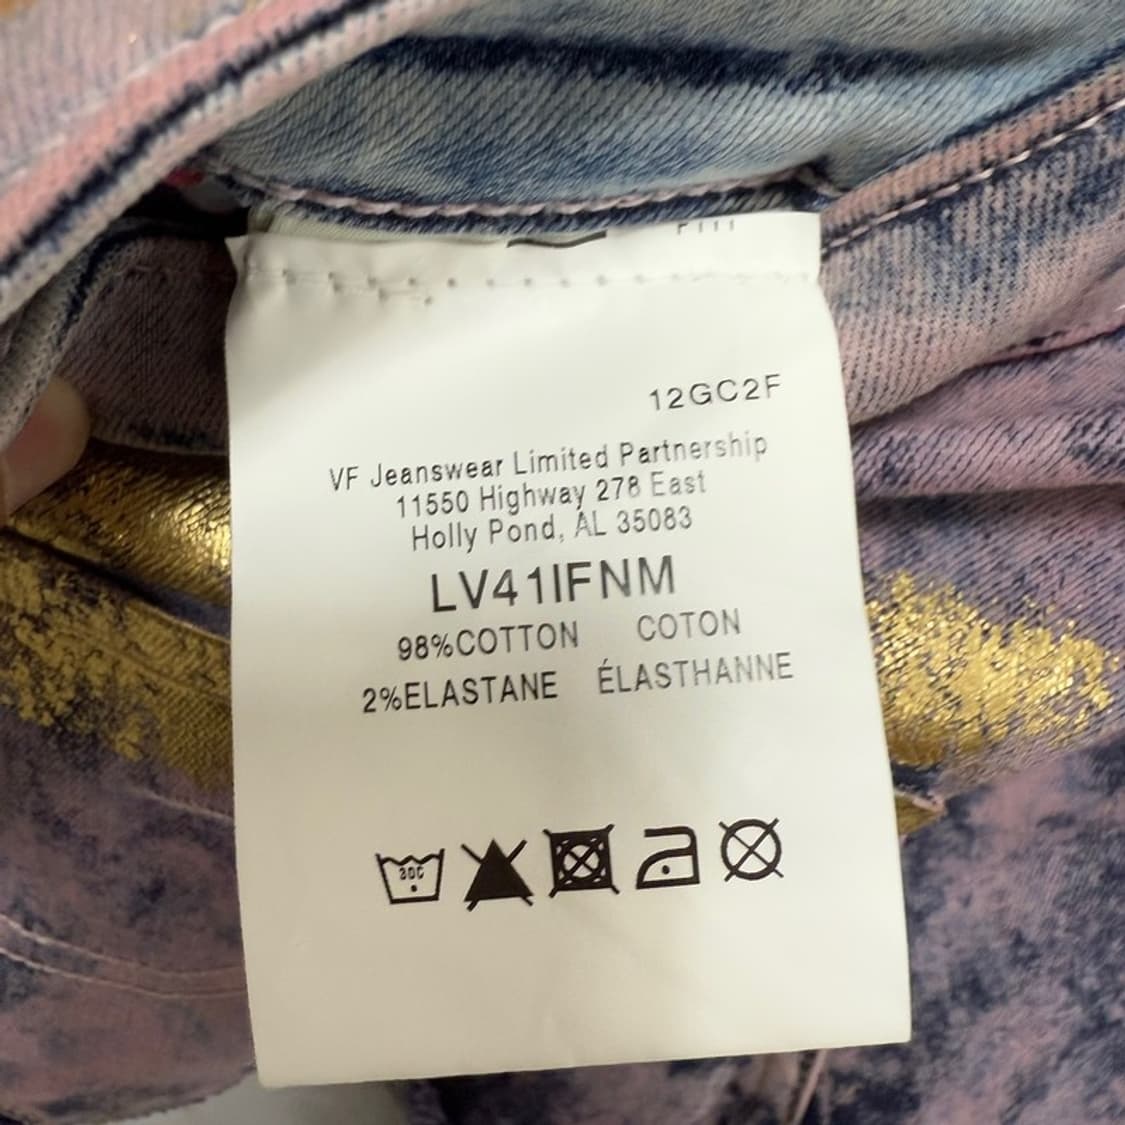 12GC2F
VF Jeanswear Limited Partnership
11550 Highway 278 East
Holly Pond, AL 35083
LV41IFNM
98%COTTON COTON
2%ELASTANE ÉLASTHANNE
30C